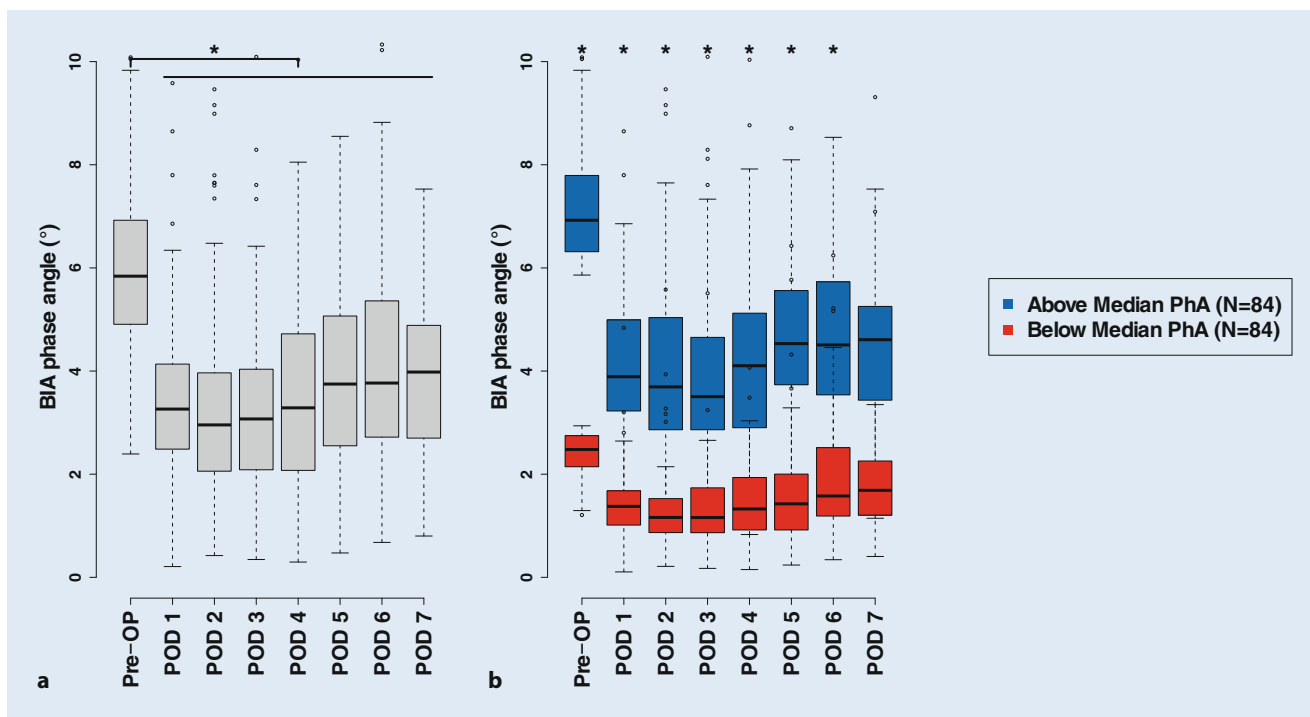 *
BIA phase angle (°)
10
8
6
4
2
0
Pre−OP
POD 1
POD 2
POD 3
POD 4
POD 5
POD 6
POD 7
a
* * * * * * *
BIA phase angle (°)
10
8
6
4
2
0
Pre−OP
POD 1
POD 2
POD 3
POD 4
POD 5
POD 6
POD 7
b
Above Median PhA (N=84)
Below Median PhA (N=84)